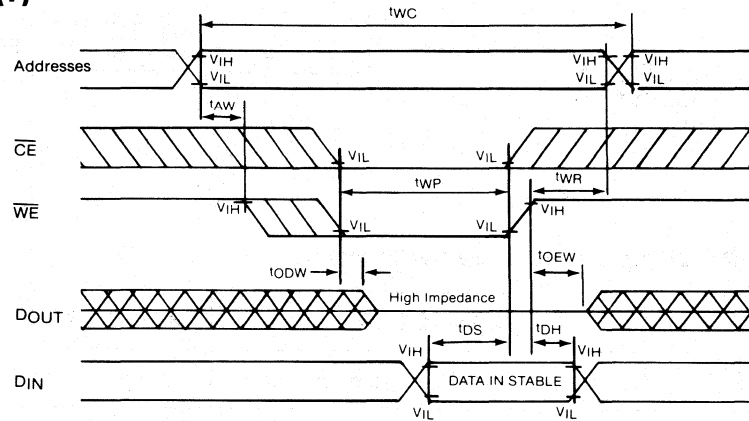 tWC
Addresses
VIH
VIL
VIH
VIL
VIH
VIL
tAW
CE
VIL
VIL
tWP
tWR
WE
VIH
VIL
VIH
VIL
tODW
tOEW
DOUT
High Impedance
tDS
tDH
VIH
VIH
DIN
DATA IN STABLE
VIL
VIL